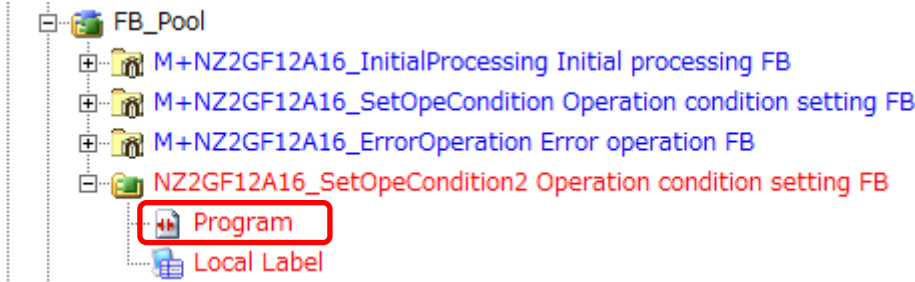 FB_Pool
M+NZ2GF12A16_InitialProcessing Initial processing FB
M+NZ2GF12A16_SetOpeCondition Operation condition setting FB
M+NZ2GF12A16_ErrorOperation Error operation FB
NZ2GF12A16_SetOpeCondition2 Operation condition setting FB
Program
Local Label